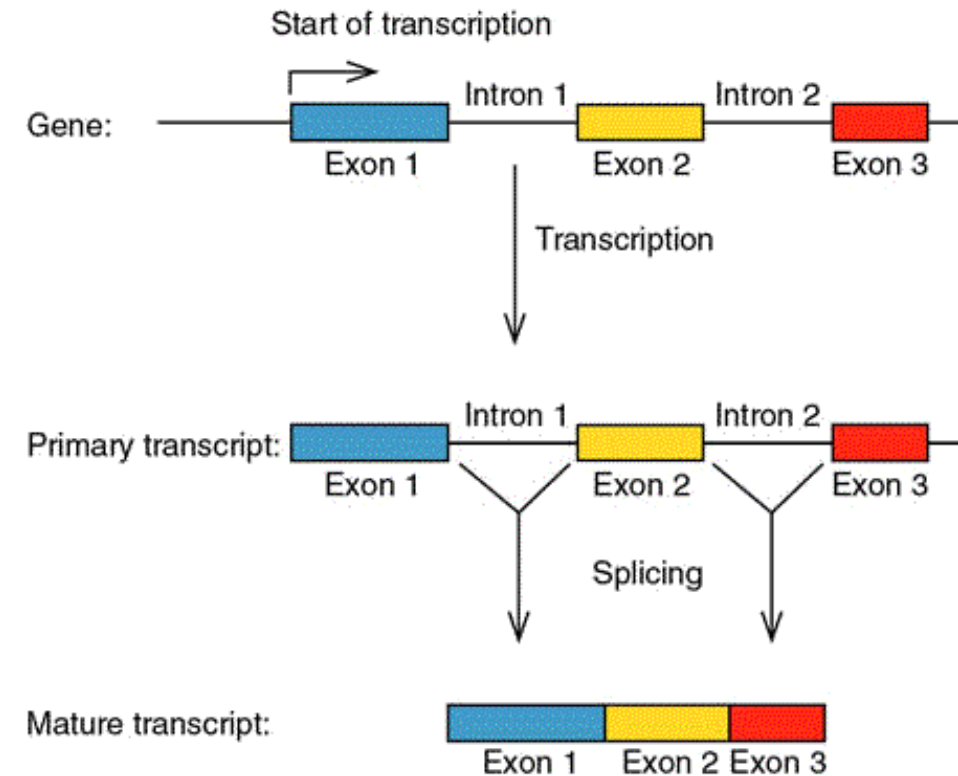 Start of transcription
Intron 1 Intron 2
Gene:
Exon 1 Exon 2 Exon 3
Transcription
Intron 1 Intron 2
Primary transcript:
Exon 1 Exon 2 Exon 3
Splicing
Mature transcript:
Exon 1 Exon 2 Exon 3